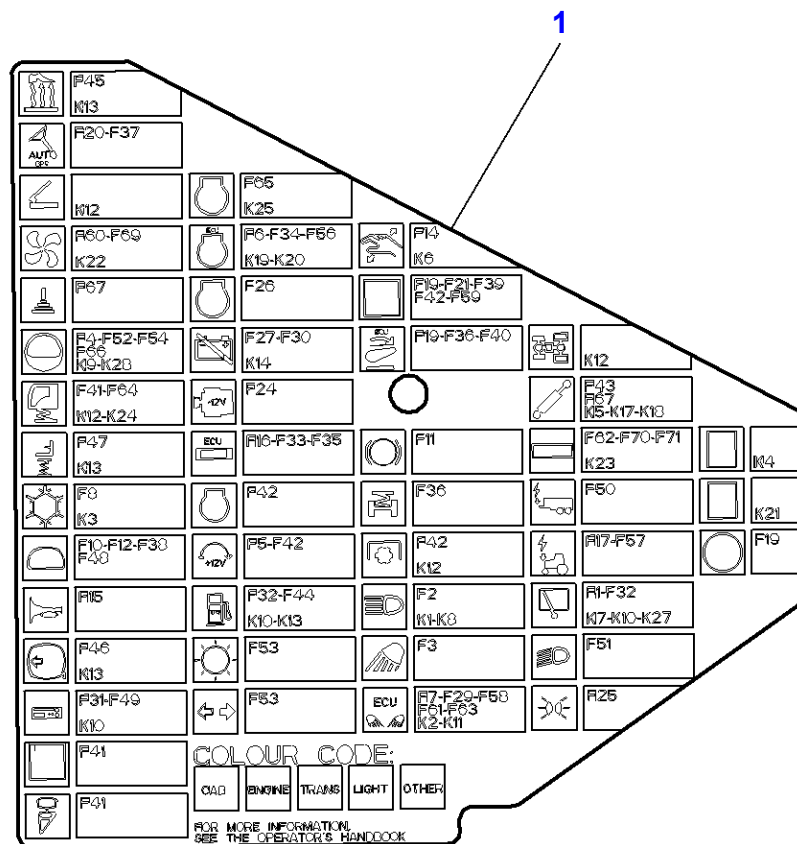 1
F45
K13
AUTO
GPS
F20-F37
K12
F60-F69
K22
F67
F4-F52-F54
F66
K9-K28
F41-F64
K12-K24
F47
K13
F8
K3
F10-F12-F38
F48
F15
F46
K13
F31-F49
K10
F41
F41
F65
K25
ECU
F6-F34-F56
K19-K20
F26
F27-F30
K14
+12V
F24
ECU
F16-F33-F35
F42
+12V
F5-F42
F32-F44
K10-K13
F53
F53
F14
K6
F19-F21-F39
F42-F59
F19-F36-F40
F11
F36
F42
K12
F2
K1-K8
F3
ECU
F7-F29-F58
F61-F63
K2-K11
K12
F43
F67
K5-K17-K18
F62-F70-F71
K23
F50
F17-F57
F1-F32
K7-K10-K27
F51
F25
K4
K21
F19
COLOUR CODE:
CAB ENGINE TRANS LIGHT OTHER
FOR MORE INFORMATION,
SEE THE OPERATOR'S HANDBOOK